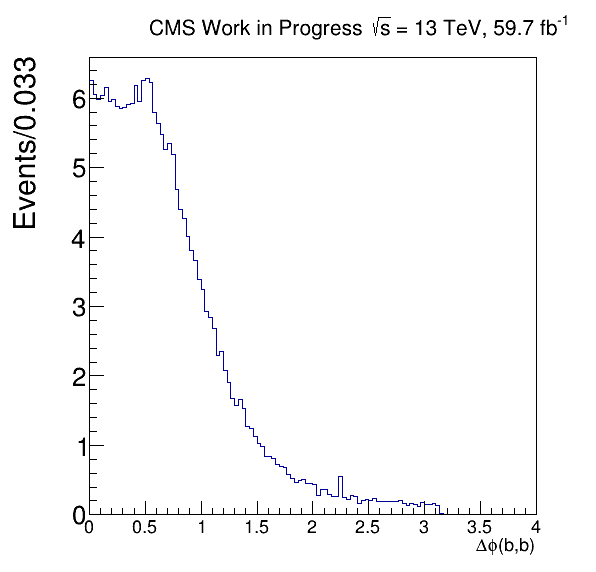 CMS Work in Progress √s = 13 TeV, 59.7 fb⁻¹
Events/0.033
6
5
4
3
2
1
0
0 0.5 1 1.5 2 2.5 3 3.5 4
Δϕ(b,b)